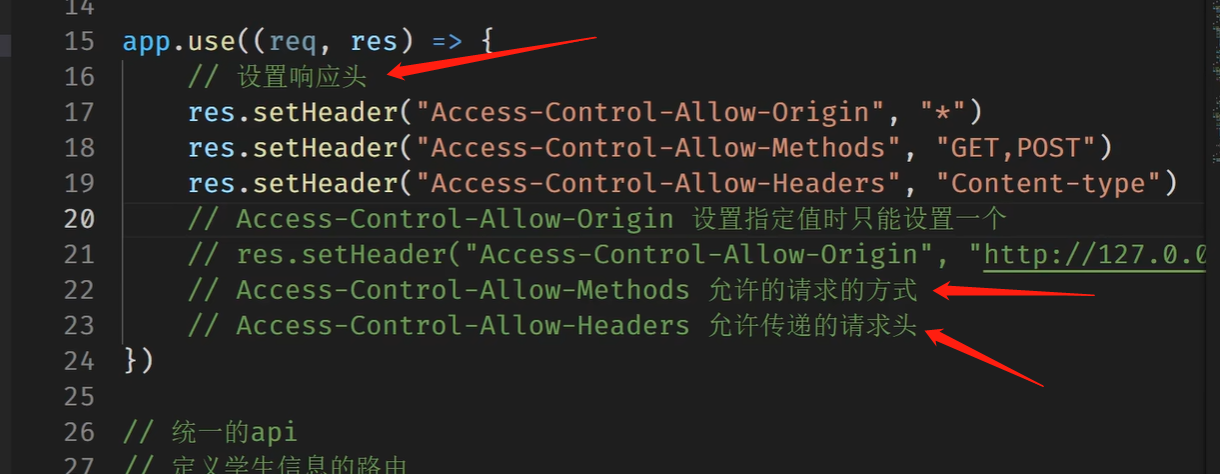 14
15 app.use((req, res) => {
16 // 设置响应头
17 res.setHeader("Access-Control-Allow-Origin", "*")
18 res.setHeader("Access-Control-Allow-Methods", "GET,POST")
19 res.setHeader("Access-Control-Allow-Headers", "Content-type")
20 // Access-Control-Allow-Origin 设置指定值时只能设置一个
21 // res.setHeader("Access-Control-Allow-Origin", "http://127.0.0
22 // Access-Control-Allow-Methods 允许的请求的方式
23 // Access-Control-Allow-Headers 允许传递的请求头
24 })
25
26 // 统一的api
27 // 定义学生信息的路由